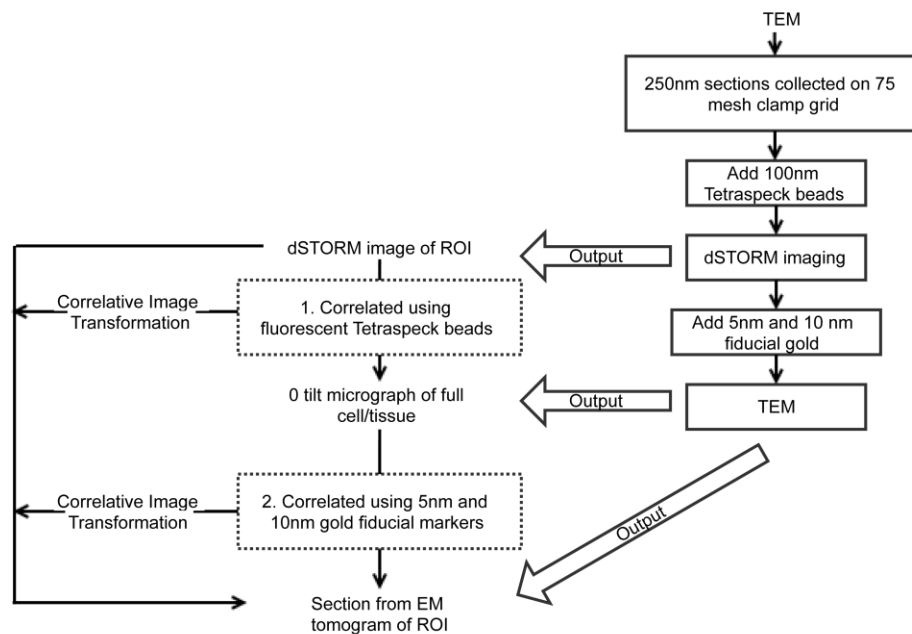 TEM
250nm sections collected on 75
mesh clamp grid
Add 100nm
Tetraspeck beads
dSTORM image of ROI
Output
dSTORM imaging
Correlative Image
Transformation
1. Correlated using
fluorescent Tetraspeck beads
Add 5nm and 10 nm
fiducial gold
0 tilt micrograph of full
cell/tissue
Output
TEM
Correlative Image
Transformation
2. Correlated using 5nm and
10nm gold fiducial markers
Output
Section from EM
tomogram of ROI